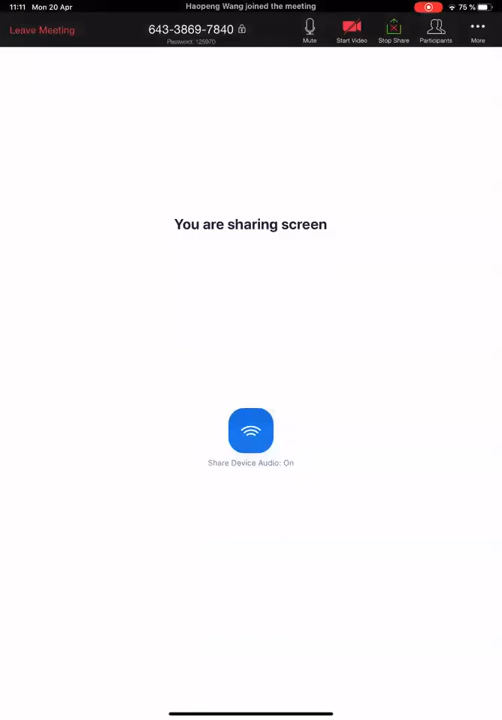 11:11 Mon 20 Apr Haopeng Wang joined the meeting 75 %
Leave Meeting 643-3869-7840 Mute Start Video Stop Share Participants More
Password: 125970
You are sharing screen
Share Device Audio: On